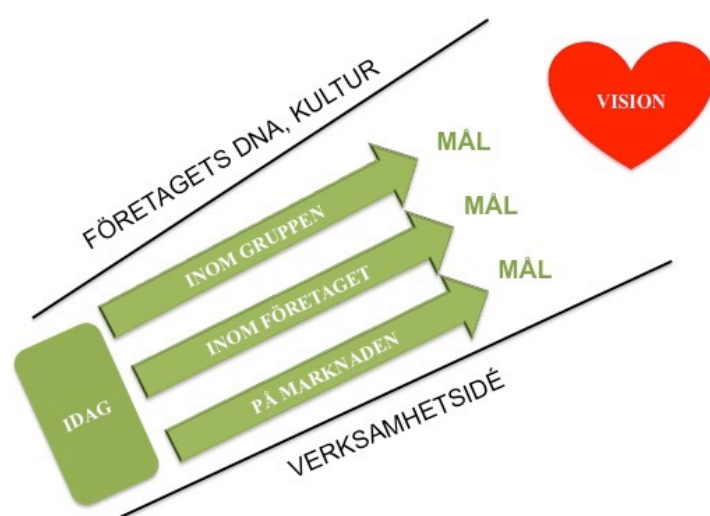 FÖRETAGETS DNA, KULTUR
VISION
MÅL
INOM GRUPPEN
MÅL
INOM FÖRETAGET
MÅL
PÅ MARKNADEN
IDAG
VERKSAMHETSIDÉ